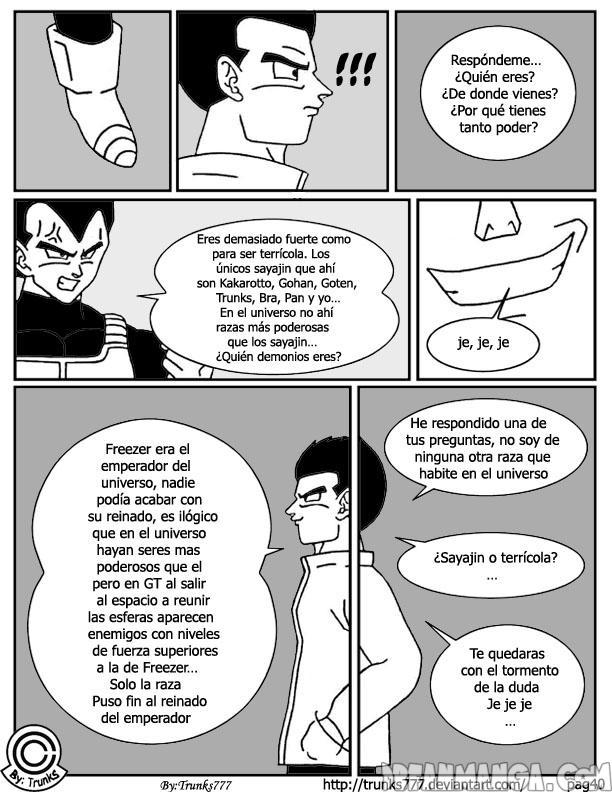 !!!
Respóndeme...
¿Quién eres?
¿De donde vienes?
¿Por qué tienes
tanto poder?
Eres demasiado fuerte como
para ser terrícola. Los
únicos sayajin que ahí
son Kakarotto, Gohan, Goten,
Trunks, Bra, Pan y yo...
En el universo no ahí
razas más poderosas
que los sayajin...
¿Quién demonios eres?
je, je, je
Freezer era el
emperador del
universo, nadie
podía acabar con
su reinado, es ilógico
que en el universo
hayan seres mas
poderosos que el
pero en GT al salir
al espacio a reunir
las esferas aparecen
enemigos con niveles
de fuerza superiores
a la de Freezer...
Solo la raza
Puso fin al reinado
del emperador
He respondido una de
tus preguntas, no soy de
ninguna otra raza que
habite en el universo
¿Sayajin o terrícola?
...
Te quedaras
con el tormento
de la duda
Je je je
...
By: Trunks
By:Trunks777
http://trunks777.deviantart.com/
pag40
DREAMMANGA.COM